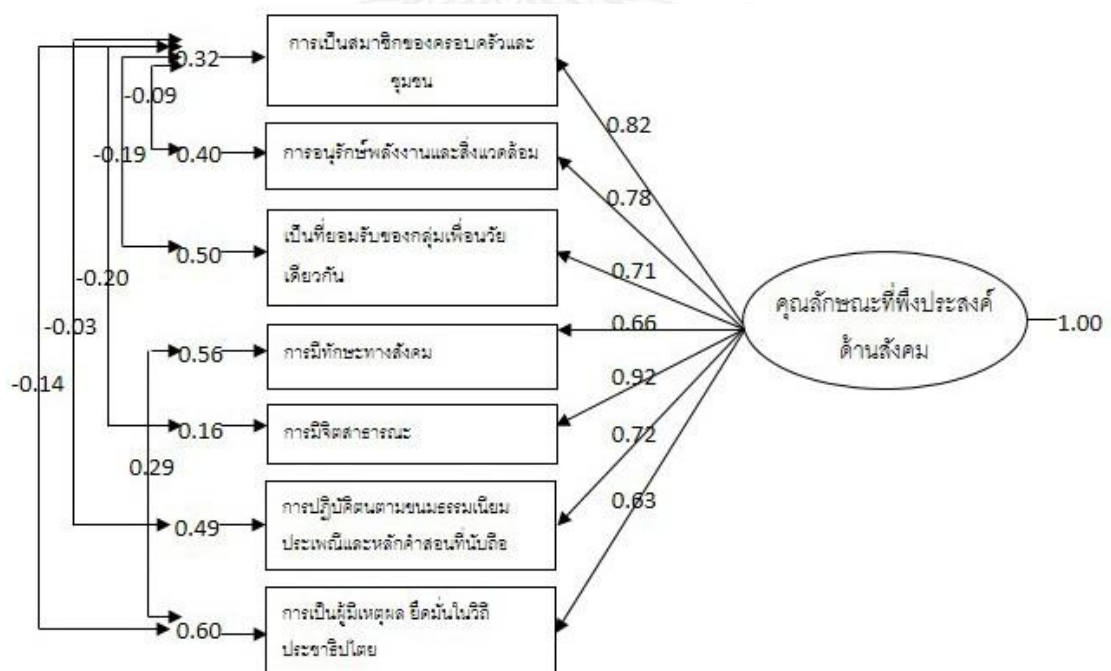 การเป็นสมาชิกของครอบครัวและ
ชุมชน
0.32
-0.09
0.82
การอนุรักษ์พลังงานและสิ่งแวดล้อม
0.40
-0.19
0.78
เป็นที่ยอมรับของกลุ่มเพื่อนวัย
เดียวกัน
0.50
-0.20
0.71
คุณลักษณะที่พึงประสงค์
ด้านสังคม
1.00
-0.03
0.66
การมีทักษะทางสังคม
0.56
-0.14
0.92
การมีจิตสาธารณะ
0.16
0.29
0.72
การปฏิบัติตนตามขนมธรรมเนียม
ประเพณีและหลักคำสอนที่นับถือ
0.49
0.63
การเป็นผู้มีเหตุผล ยึดมั่นในวิถี
ประชาธิปไตย
0.60